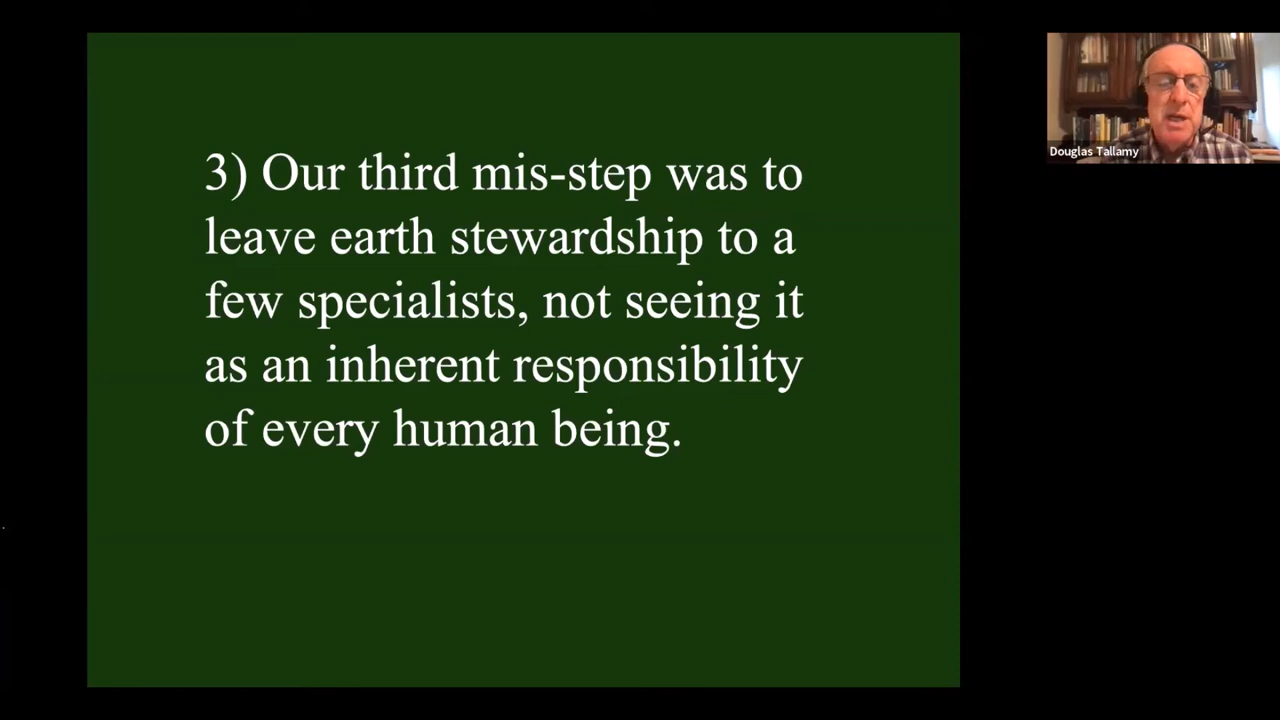 3) Our third mis-step was to
leave earth stewardship to a
few specialists, not seeing it
as an inherent responsibility
of every human being.
Douglas Tallamy